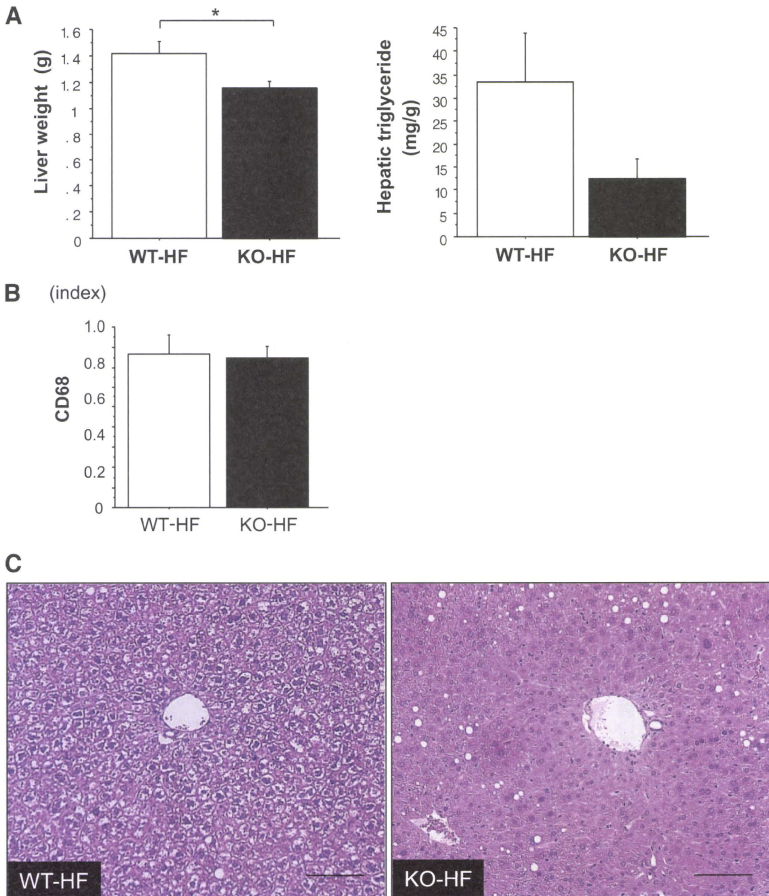 A
*
Liver weight (g)
1.8
1.6
1.4
1.2
1
.8
.6
.4
.2
0
WT-HF
KO-HF
Hepatic triglyceride
(mg/g)
45
40
35
30
25
20
15
10
5
0
WT-HF
KO-HF
B
(index)
CD68
1.0
0.8
0.6
0.4
0.2
0
WT-HF
KO-HF
C
WT-HF
KO-HF